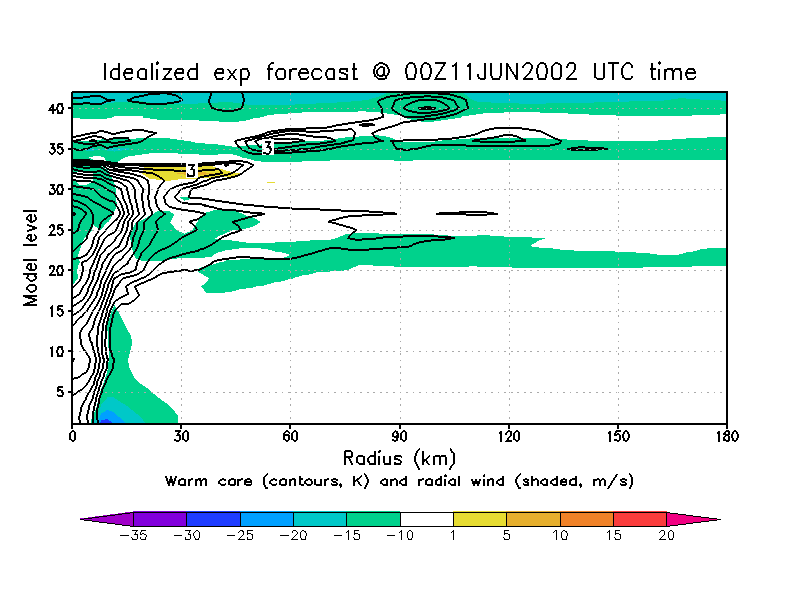 Idealized exp forecast @ 00Z11JUN2002 UTC time
40
35
30
25
20
15
10
5
3
3
Model level
0 30 60 90 120 150 180
Radius (km)
Warm core (contours, K) and radial wind (shaded, m/s)
-35 -30 -25 -20 -15 -10 1 5 10 15 20